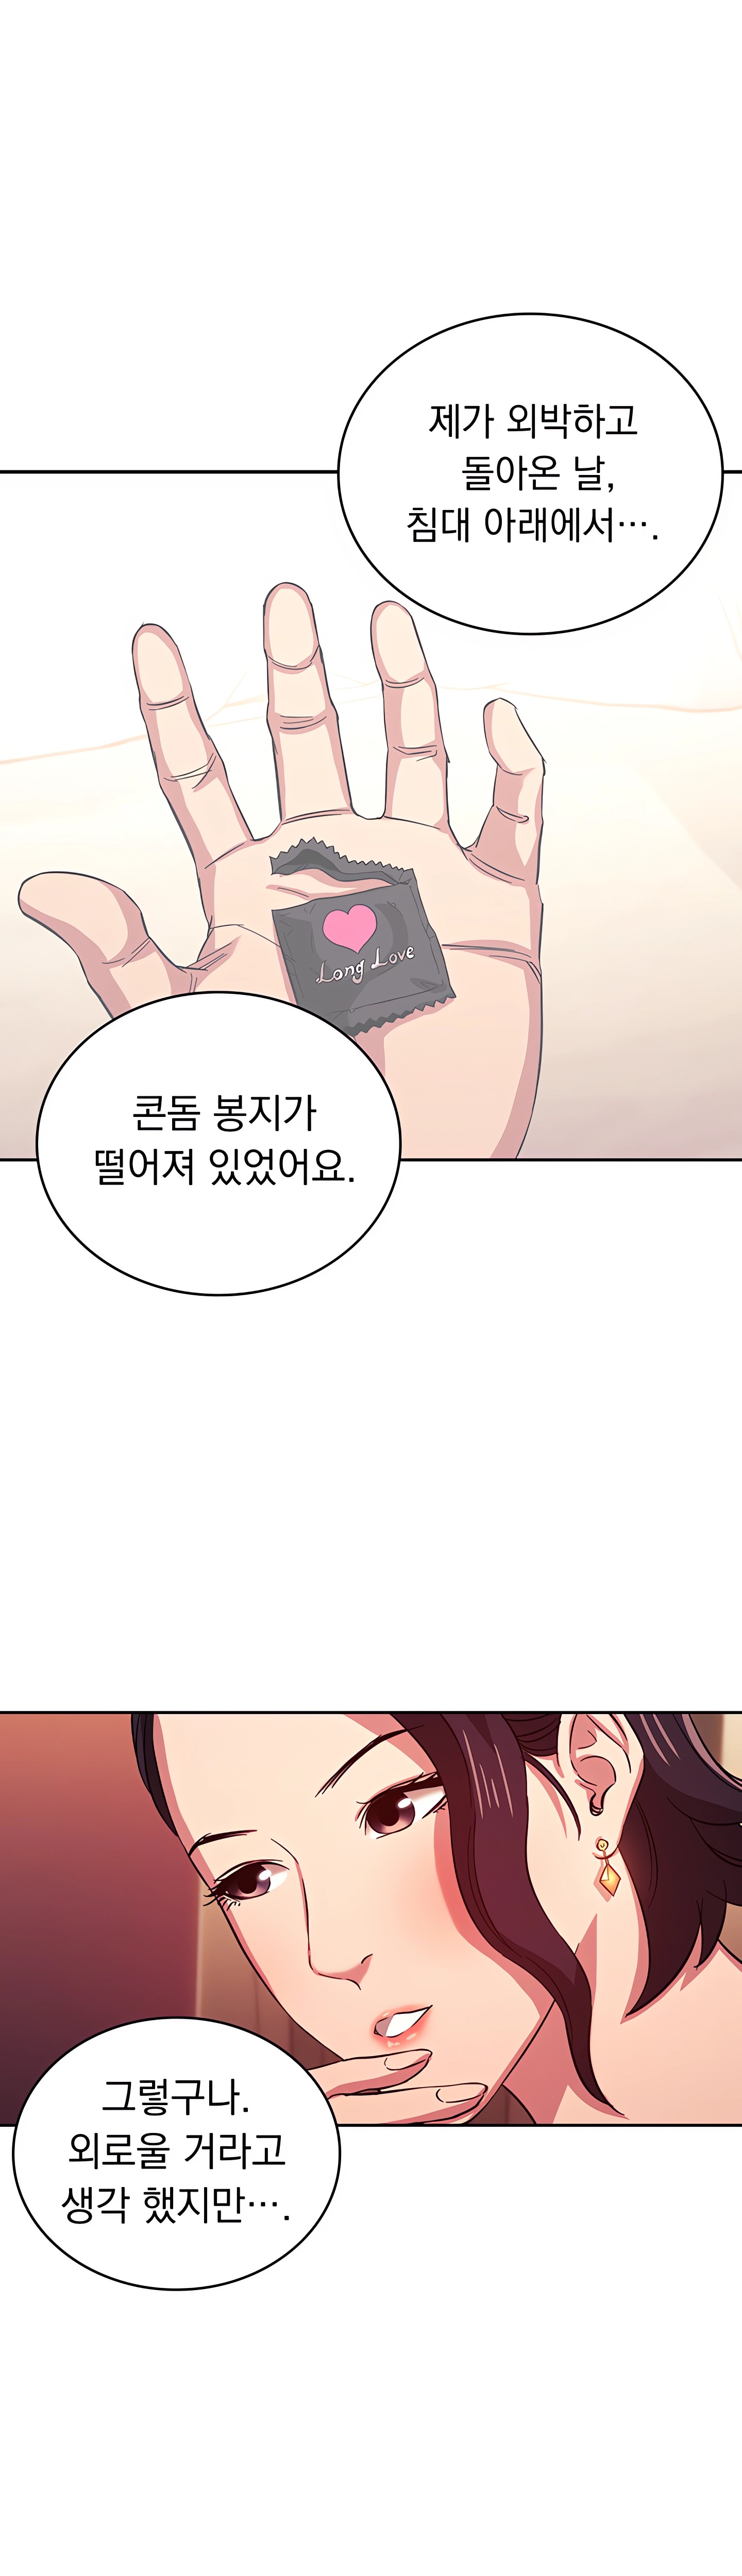 제가 외박하고
돌아온 날,
침대 아래에서….
Long Love
콘돔 봉지가
떨어져 있었어요.
그렇구나.
외로울 거라고
생각 했지만….